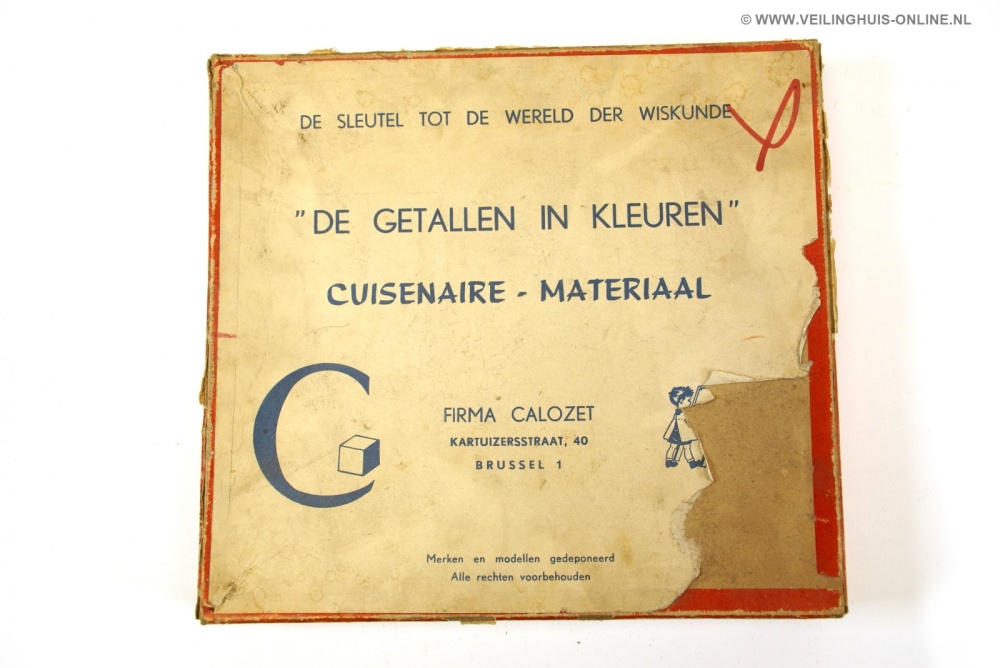 © WWW.VEILINGHUIS-ONLINE.NL
DE SLEUTEL TOT DE WERELD DER WISKUNDE
"DE GETALLEN IN KLEUREN"
CUISENAIRE - MATERIAAL
C
FIRMA CALOZET
KARTUIZERSSTRAAT, 40
BRUSSEL 1
Merken en modellen gedeponeerd
Alle rechten voorbehouden